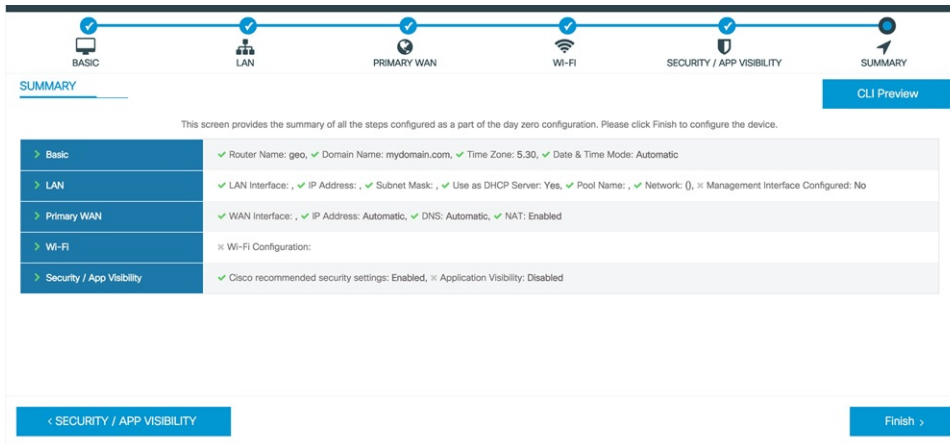 BASIC
LAN
PRIMARY WAN
WI-FI
SECURITY / APP VISIBILITY
SUMMARY
SUMMARY
CLI Preview
This screen provides the summary of all the steps configured as a part of the day zero configuration. Please click Finish to configure the device.
Basic
Router Name: geo, Domain Name: mydomain.com, Time Zone: 5.30, Date & Time Mode: Automatic
LAN
LAN Interface: , IP Address: , Subnet Mask: , Use as DHCP Server: Yes, Pool Name: , Network: (), Management Interface Configured: No
Primary WAN
WAN Interface: , IP Address: Automatic, DNS: Automatic, NAT: Enabled
Wi-Fi
Wi-Fi Configuration:
Security / App Visibility
Cisco recommended security settings: Enabled, Application Visibility: Disabled
< SECURITY / APP VISIBILITY
Finish >